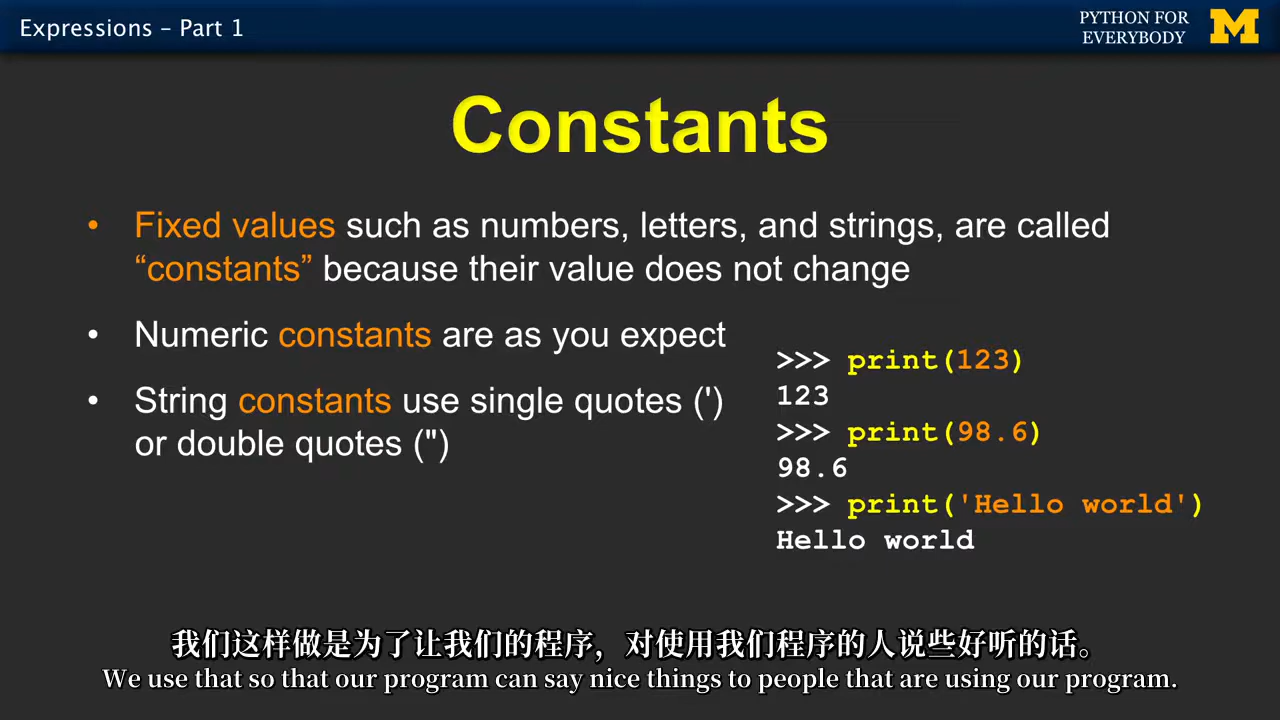 Expressions – Part 1
PYTHON FOR
EVERYBODY
M
Constants
• Fixed values such as numbers, letters, and strings, are called
“constants” because their value does not change
• Numeric constants are as you expect
• String constants use single quotes (')
or double quotes (")
>>> print(123)
123
>>> print(98.6)
98.6
>>> print('Hello world')
Hello world
我们这样做是为了让我们的程序，对使用我们程序的人说些好听的话。
We use that so that our program can say nice things to people that are using our program.